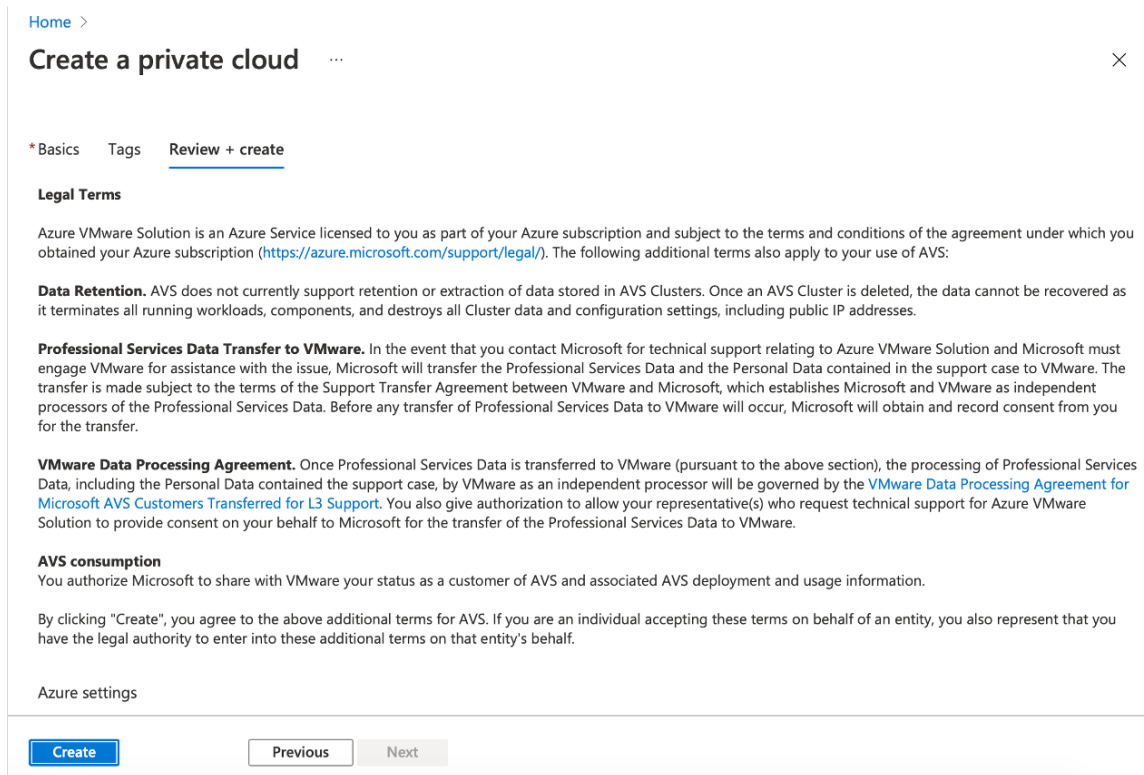 Home >
Create a private cloud ...
* Basics Tags Review + create
Legal Terms
Azure VMware Solution is an Azure Service licensed to you as part of your Azure subscription and subject to the terms and conditions of the agreement under which you
obtained your Azure subscription (https://azure.microsoft.com/support/legal/). The following additional terms also apply to your use of AVS:
Data Retention. AVS does not currently support retention or extraction of data stored in AVS Clusters. Once an AVS Cluster is deleted, the data cannot be recovered as
it terminates all running workloads, components, and destroys all Cluster data and configuration settings, including public IP addresses.
Professional Services Data Transfer to VMware. In the event that you contact Microsoft for technical support relating to Azure VMware Solution and Microsoft must
engage VMware for assistance with the issue, Microsoft will transfer the Professional Services Data and the Personal Data contained in the support case to VMware. The
transfer is made subject to the terms of the Support Transfer Agreement between VMware and Microsoft, which establishes Microsoft and VMware as independent
processors of the Professional Services Data. Before any transfer of Professional Services Data to VMware will occur, Microsoft will obtain and record consent from you
for the transfer.
VMware Data Processing Agreement. Once Professional Services Data is transferred to VMware (pursuant to the above section), the processing of Professional Services
Data, including the Personal Data contained the support case, by VMware as an independent processor will be governed by the VMware Data Processing Agreement for
Microsoft AVS Customers Transferred for L3 Support. You also give authorization to allow your representative(s) who request technical support for Azure VMware
Solution to provide consent on your behalf to Microsoft for the transfer of the Professional Services Data to VMware.
AVS consumption
You authorize Microsoft to share with VMware your status as a customer of AVS and associated AVS deployment and usage information.
By clicking "Create", you agree to the above additional terms for AVS. If you are an individual accepting these terms on behalf of an entity, you also represent that you
have the legal authority to enter into these additional terms on that entity's behalf.
Azure settings
Create Previous Next